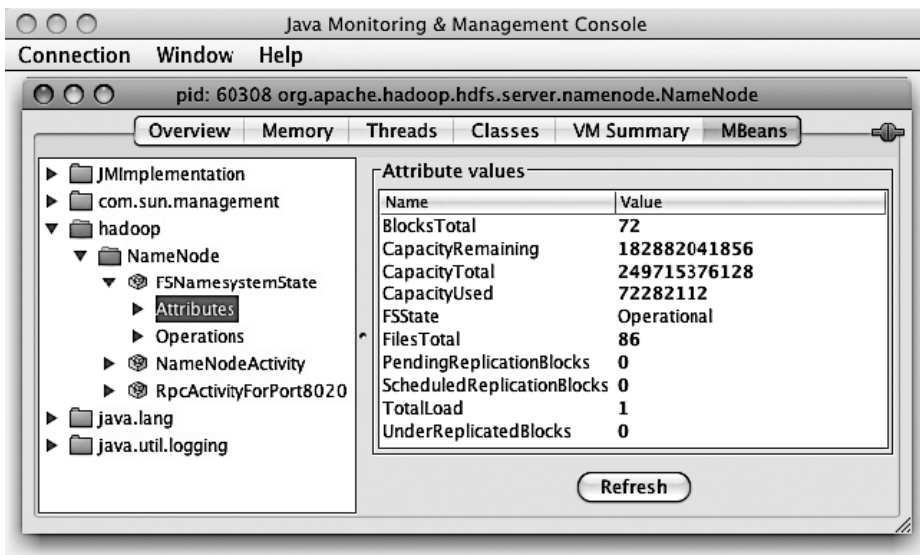 Java Monitoring & Management Console
Connection Window Help
pid: 60308 org.apache.hadoop.hdfs.server.namenode.NameNode
Overview Memory Threads Classes VM Summary MBeans
JMImplementation
com.sun.management
hadoop
NameNode
FSNamesystemState
Attributes
Operations
NameNodeActivity
RpcActivityForPort8020
java.lang
java.util.logging
Attribute values
Name Value
BlocksTotal 72
CapacityRemaining 182882041856
CapacityTotal 249715376128
CapacityUsed 72282112
FSState Operational
FilesTotal 86
PendingReplicationBlocks 0
ScheduledReplicationBlocks 0
TotalLoad 1
UnderReplicatedBlocks 0
Refresh